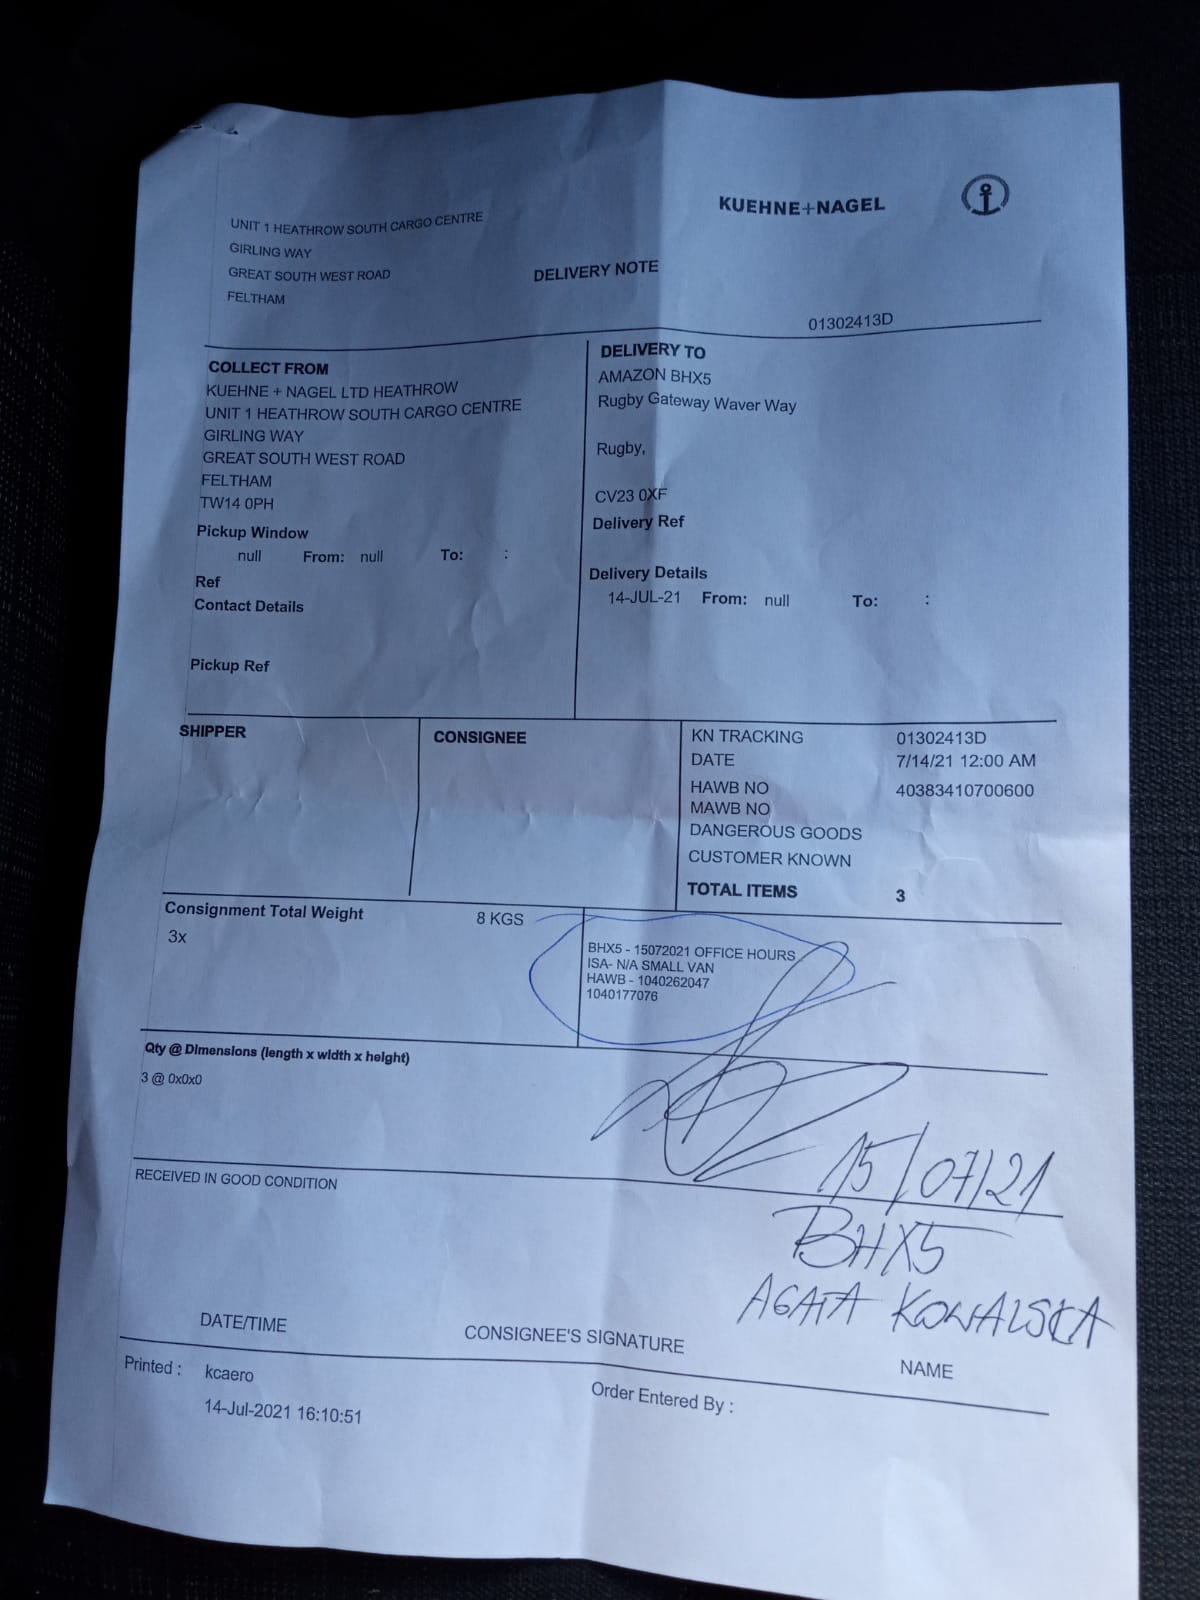 KUEHNE+NAGEL
UNIT 1 HEATHROW SOUTH CARGO CENTRE
GIRLING WAY
GREAT SOUTH WEST ROAD
FELTHAM
DELIVERY NOTE
01302413D
COLLECT FROM
KUEHNE + NAGEL LTD HEATHROW
UNIT 1 HEATHROW SOUTH CARGO CENTRE
GIRLING WAY
GREAT SOUTH WEST ROAD
FELTHAM
TW14 0PH
Pickup Window
null From: null To: :
Ref
Contact Details
Pickup Ref
DELIVERY TO
AMAZON BHX5
Rugby Gateway Waver Way
Rugby,
CV23 0XF
Delivery Ref
Delivery Details
14-JUL-21 From: null To: :
SHIPPER
CONSIGNEE
KN TRACKING 01302413D
DATE 7/14/21 12:00 AM
HAWB NO 40383410700600
MAWB NO
DANGEROUS GOODS
CUSTOMER KNOWN
TOTAL ITEMS 3
Consignment Total Weight 8 KGS
3x
BHX5 - 15072021 OFFICE HOURS
ISA- N/A SMALL VAN
HAWB - 1040262047
1040177076
Qty @ Dimensions (length x width x height)
3 @ 0x0x0
15/07/21
RECEIVED IN GOOD CONDITION
BHX5
AGATA KOWALSKA
DATE/TIME
CONSIGNEE'S SIGNATURE
NAME
Printed : kcaero
14-Jul-2021 16:10:51
Order Entered By :